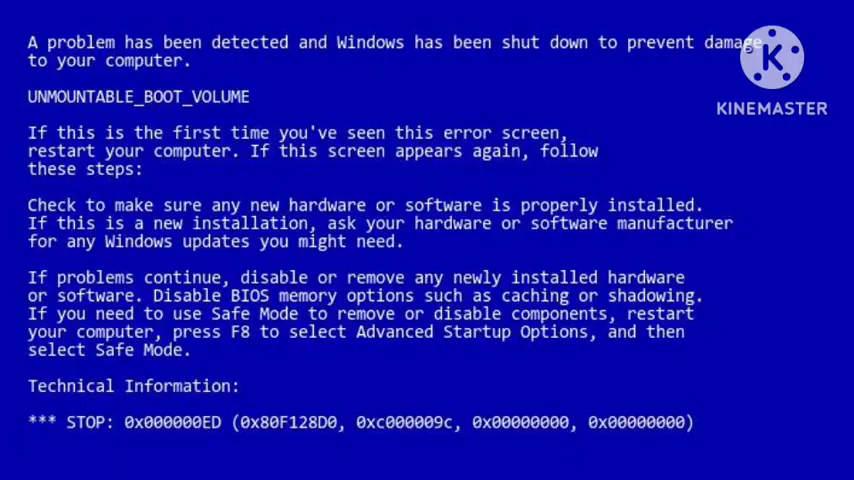 A problem has been detected and Windows has been shut down to prevent damage
to your computer.
UNMOUNTABLE_BOOT_VOLUME
If this is the first time you've seen this error screen,
restart your computer. If this screen appears again, follow
these steps:
Check to make sure any new hardware or software is properly installed.
If this is a new installation, ask your hardware or software manufacturer
for any Windows updates you might need.
If problems continue, disable or remove any newly installed hardware
or software. Disable BIOS memory options such as caching or shadowing.
If you need to use Safe Mode to remove or disable components, restart
your computer, press F8 to select Advanced Startup Options, and then
select Safe Mode.
Technical Information:
*** STOP: 0x000000ED (0x80F128D0, 0xc000009c, 0x00000000, 0x00000000)
K
KINEMASTER